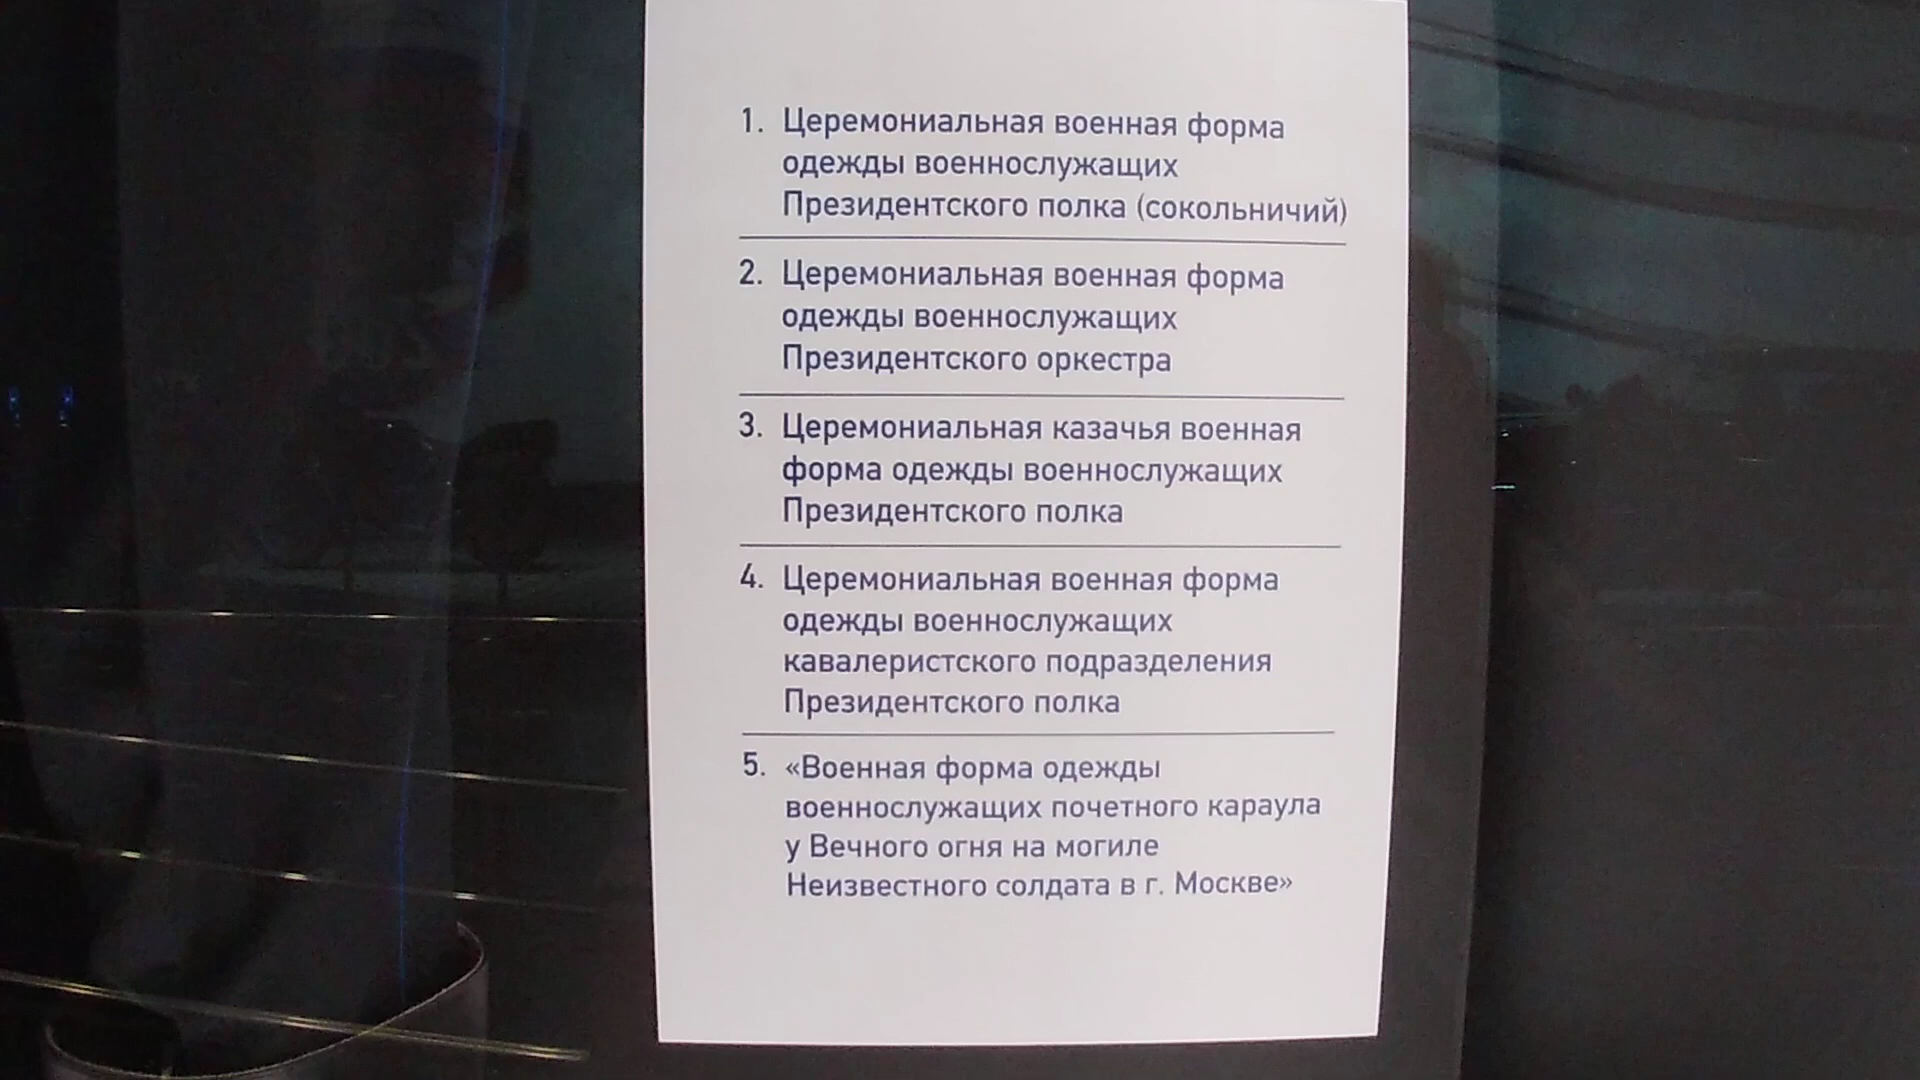 1. Церемониальная военная форма
одежды военнослужащих
Президентского полка (сокольничий)
2. Церемониальная военная форма
одежды военнослужащих
Президентского оркестра
3. Церемониальная казачья военная
форма одежды военнослужащих
Президентского полка
4. Церемониальная военная форма
одежды военнослужащих
кавалеристского подразделения
Президентского полка
5. «Военная форма одежды
военнослужащих почетного караула
у Вечного огня на могиле
Неизвестного солдата в г. Москве»